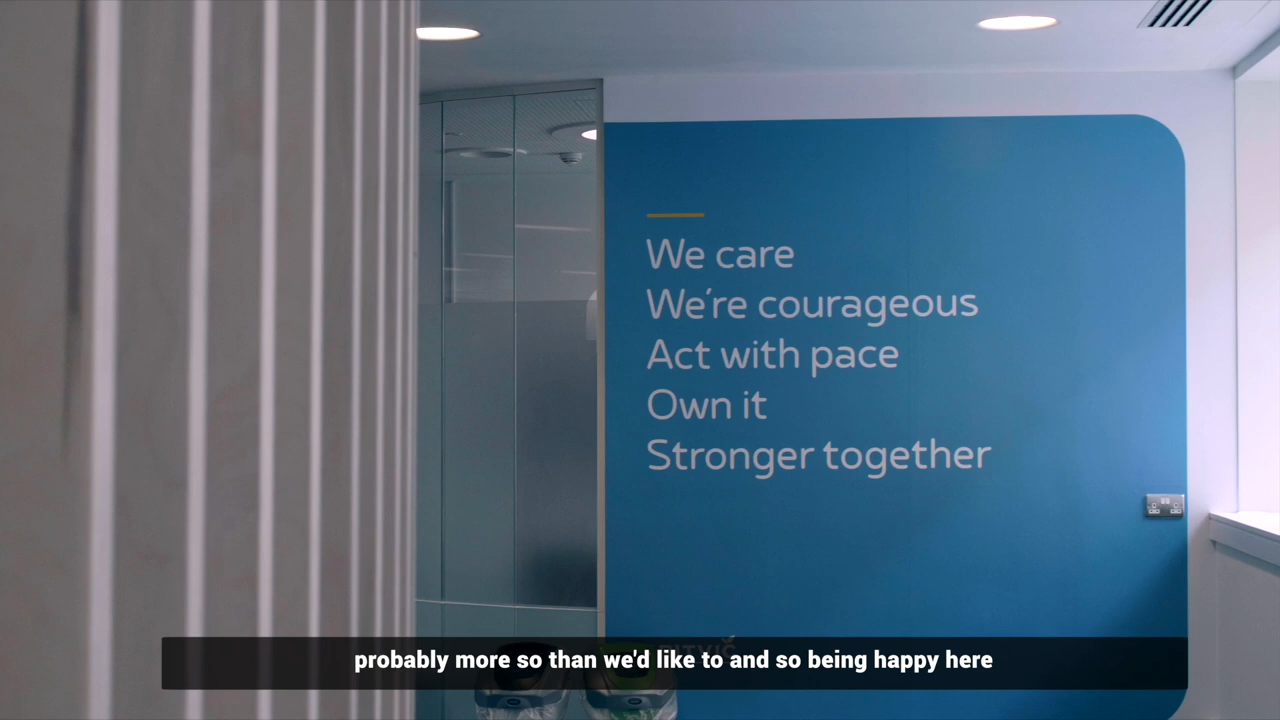 We care
We're courageous
Act with pace
Own it
Stronger together
probably more so than we'd like to and so being happy here